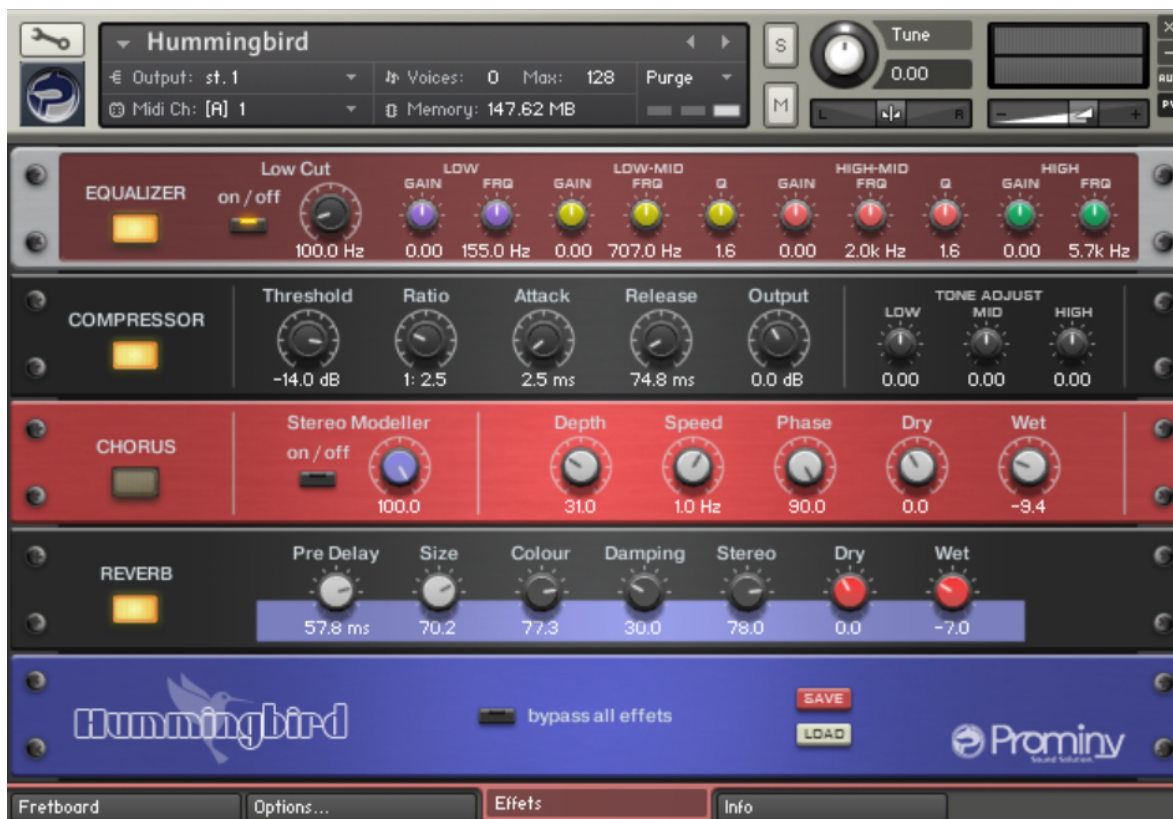 Hummingbird
Output: st. 1
Voices: 0 Max: 128
Purge
Midi Ch: [A] 1
Memory: 147.62 MB
S
M
Tune
0.00
L R
- +
AU
PV
EQUALIZER
on / off
Low Cut
100.0 Hz
LOW
GAIN FRQ
0.00 155.0 Hz
LOW-MID
GAIN FRQ Q
0.00 707.0 Hz 1.6
HIGH-MID
GAIN FRQ Q
0.00 2.0k Hz 1.6
HIGH
GAIN FRQ
0.00 5.7k Hz
COMPRESSOR
Threshold Ratio Attack Release Output
-14.0 dB 1: 2.5 2.5 ms 74.8 ms 0.0 dB
TONE ADJUST
LOW MID HIGH
0.00 0.00 0.00
CHORUS
Stereo Modeller
on / off
100.0
Depth Speed Phase Dry Wet
31.0 1.0 Hz 90.0 0.0 -9.4
REVERB
Pre Delay Size Colour Damping Stereo Dry Wet
57.8 ms 70.2 77.3 30.0 78.0 0.0 -7.0
Hummingbird
bypass all effets
SAVE
LOAD
Prominy
Sound Solution
Fretboard Options... Effets Info